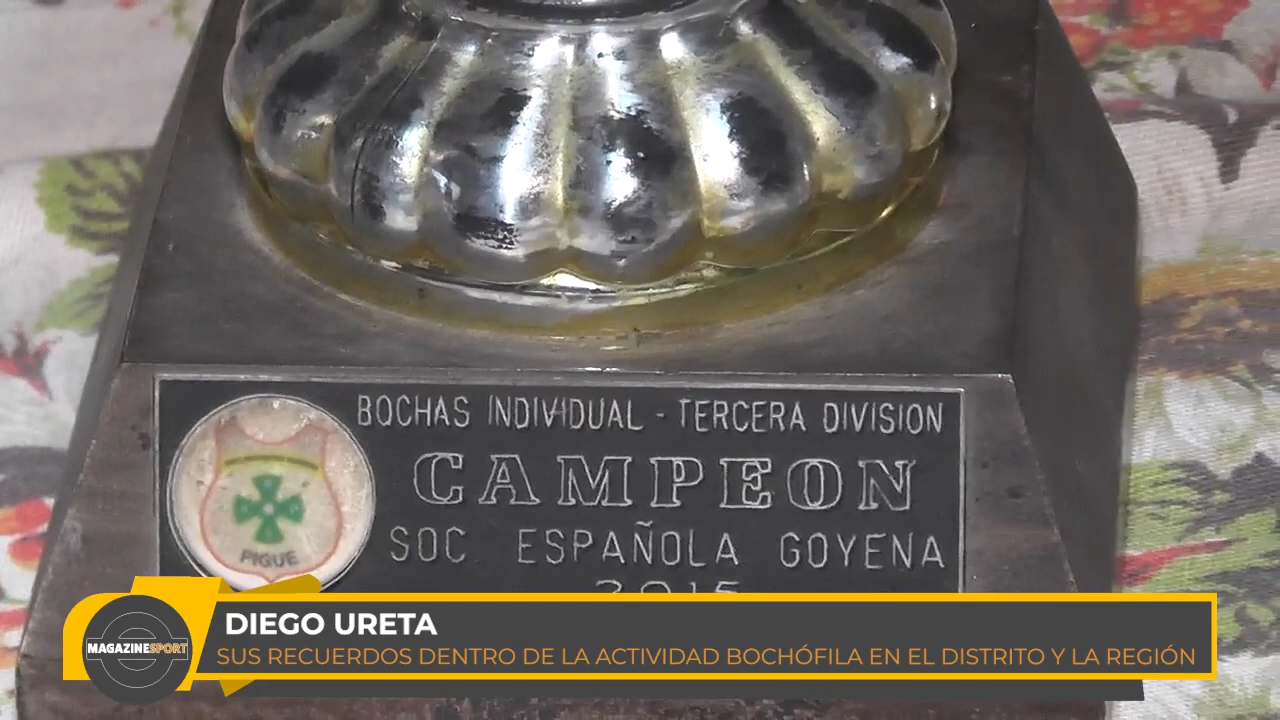 BOCHAS INDIVIDUAL - TERCERA DIVISION
CAMPEON
SOC ESPAÑOLA GOYENA
2015
PIGUE
DIEGO URETA
MAGAZINESPORT
SUS RECUERDOS DENTRO DE LA ACTIVIDAD BOCHÓFILA EN EL DISTRITO Y LA REGIÓN